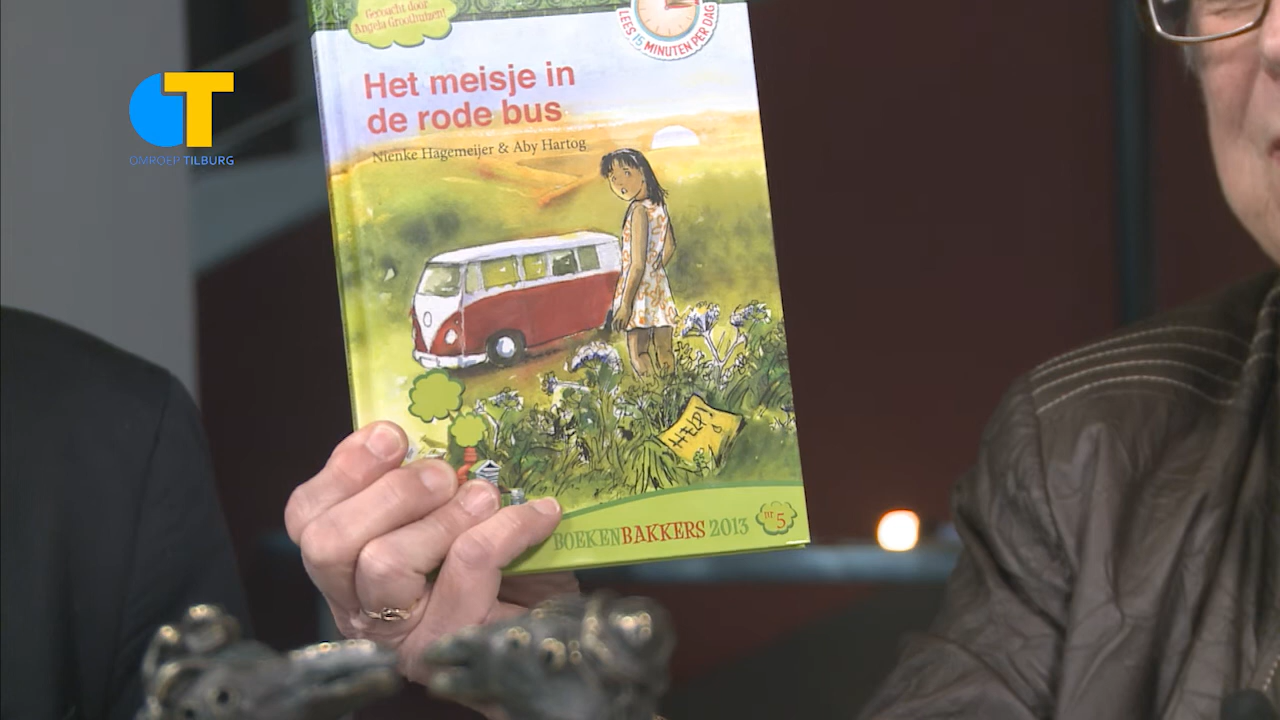 Gecoacht door
Angela Groothuizen!
LEES 15 MINUTEN PER DAG
Het meisje in
de rode bus
Nienke Hagemeijer & Aby Hartog
OMROEP TILBURG
HELP!
BOEKENBAKKERS 2013
nr 5